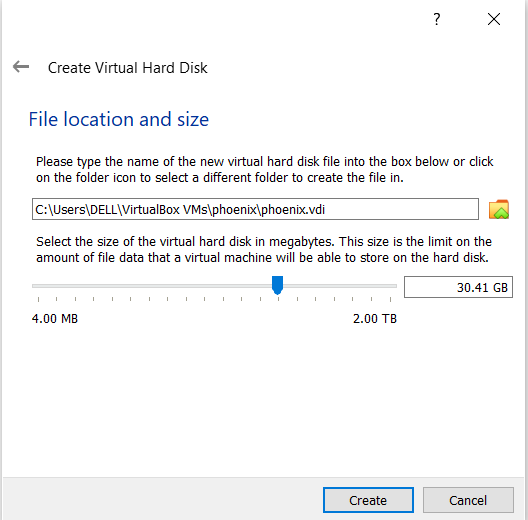 ?
Create Virtual Hard Disk
File location and size
Please type the name of the new virtual hard disk file into the box below or click
on the folder icon to select a different folder to create the file in.
C:\Users\DELL\VirtualBox VMs\phoenix\phoenix.vdi
Select the size of the virtual hard disk in megabytes. This size is the limit on the
amount of file data that a virtual machine will be able to store on the hard disk.
30.41 GB
4.00 MB 2.00 TB
Create Cancel